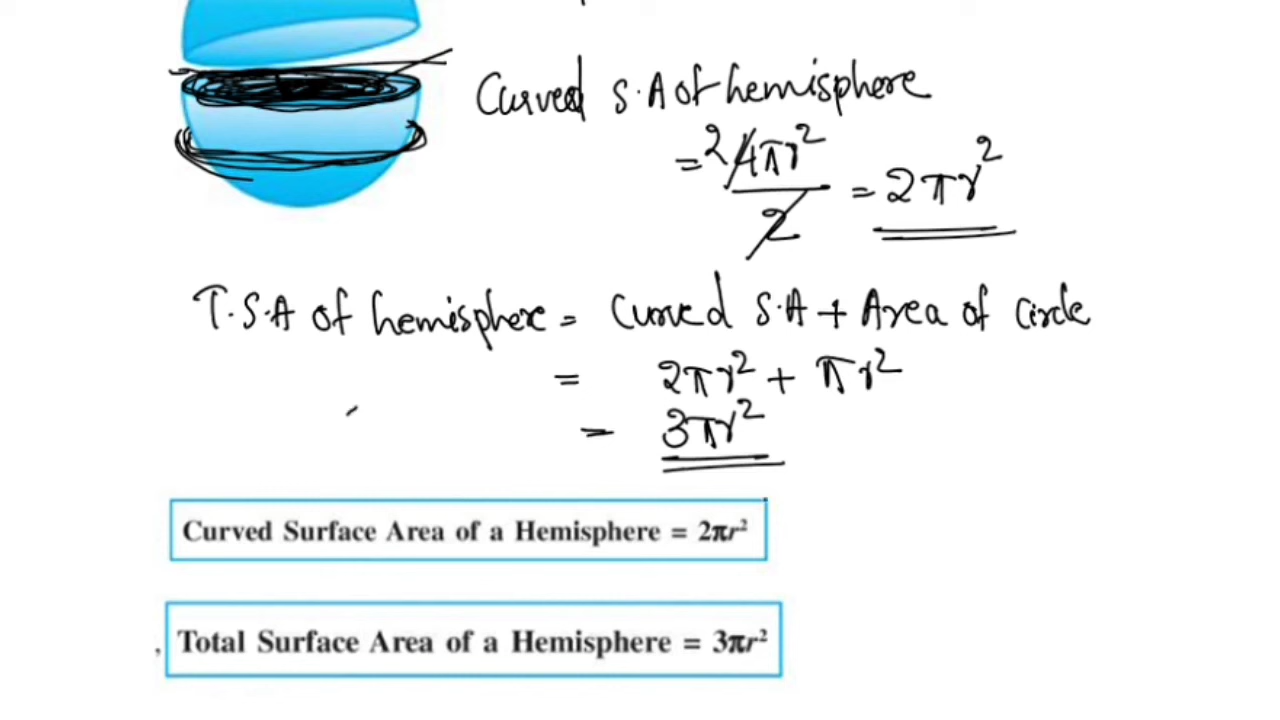 Curved S.A of hemisphere
= 2 4πr²/2 = 2πr²
T.S.A of hemisphere = Curved S.A + Area of circle
= 2πr² + πr²
= 3πr²
Curved Surface Area of a Hemisphere = 2πr²
Total Surface Area of a Hemisphere = 3πr²